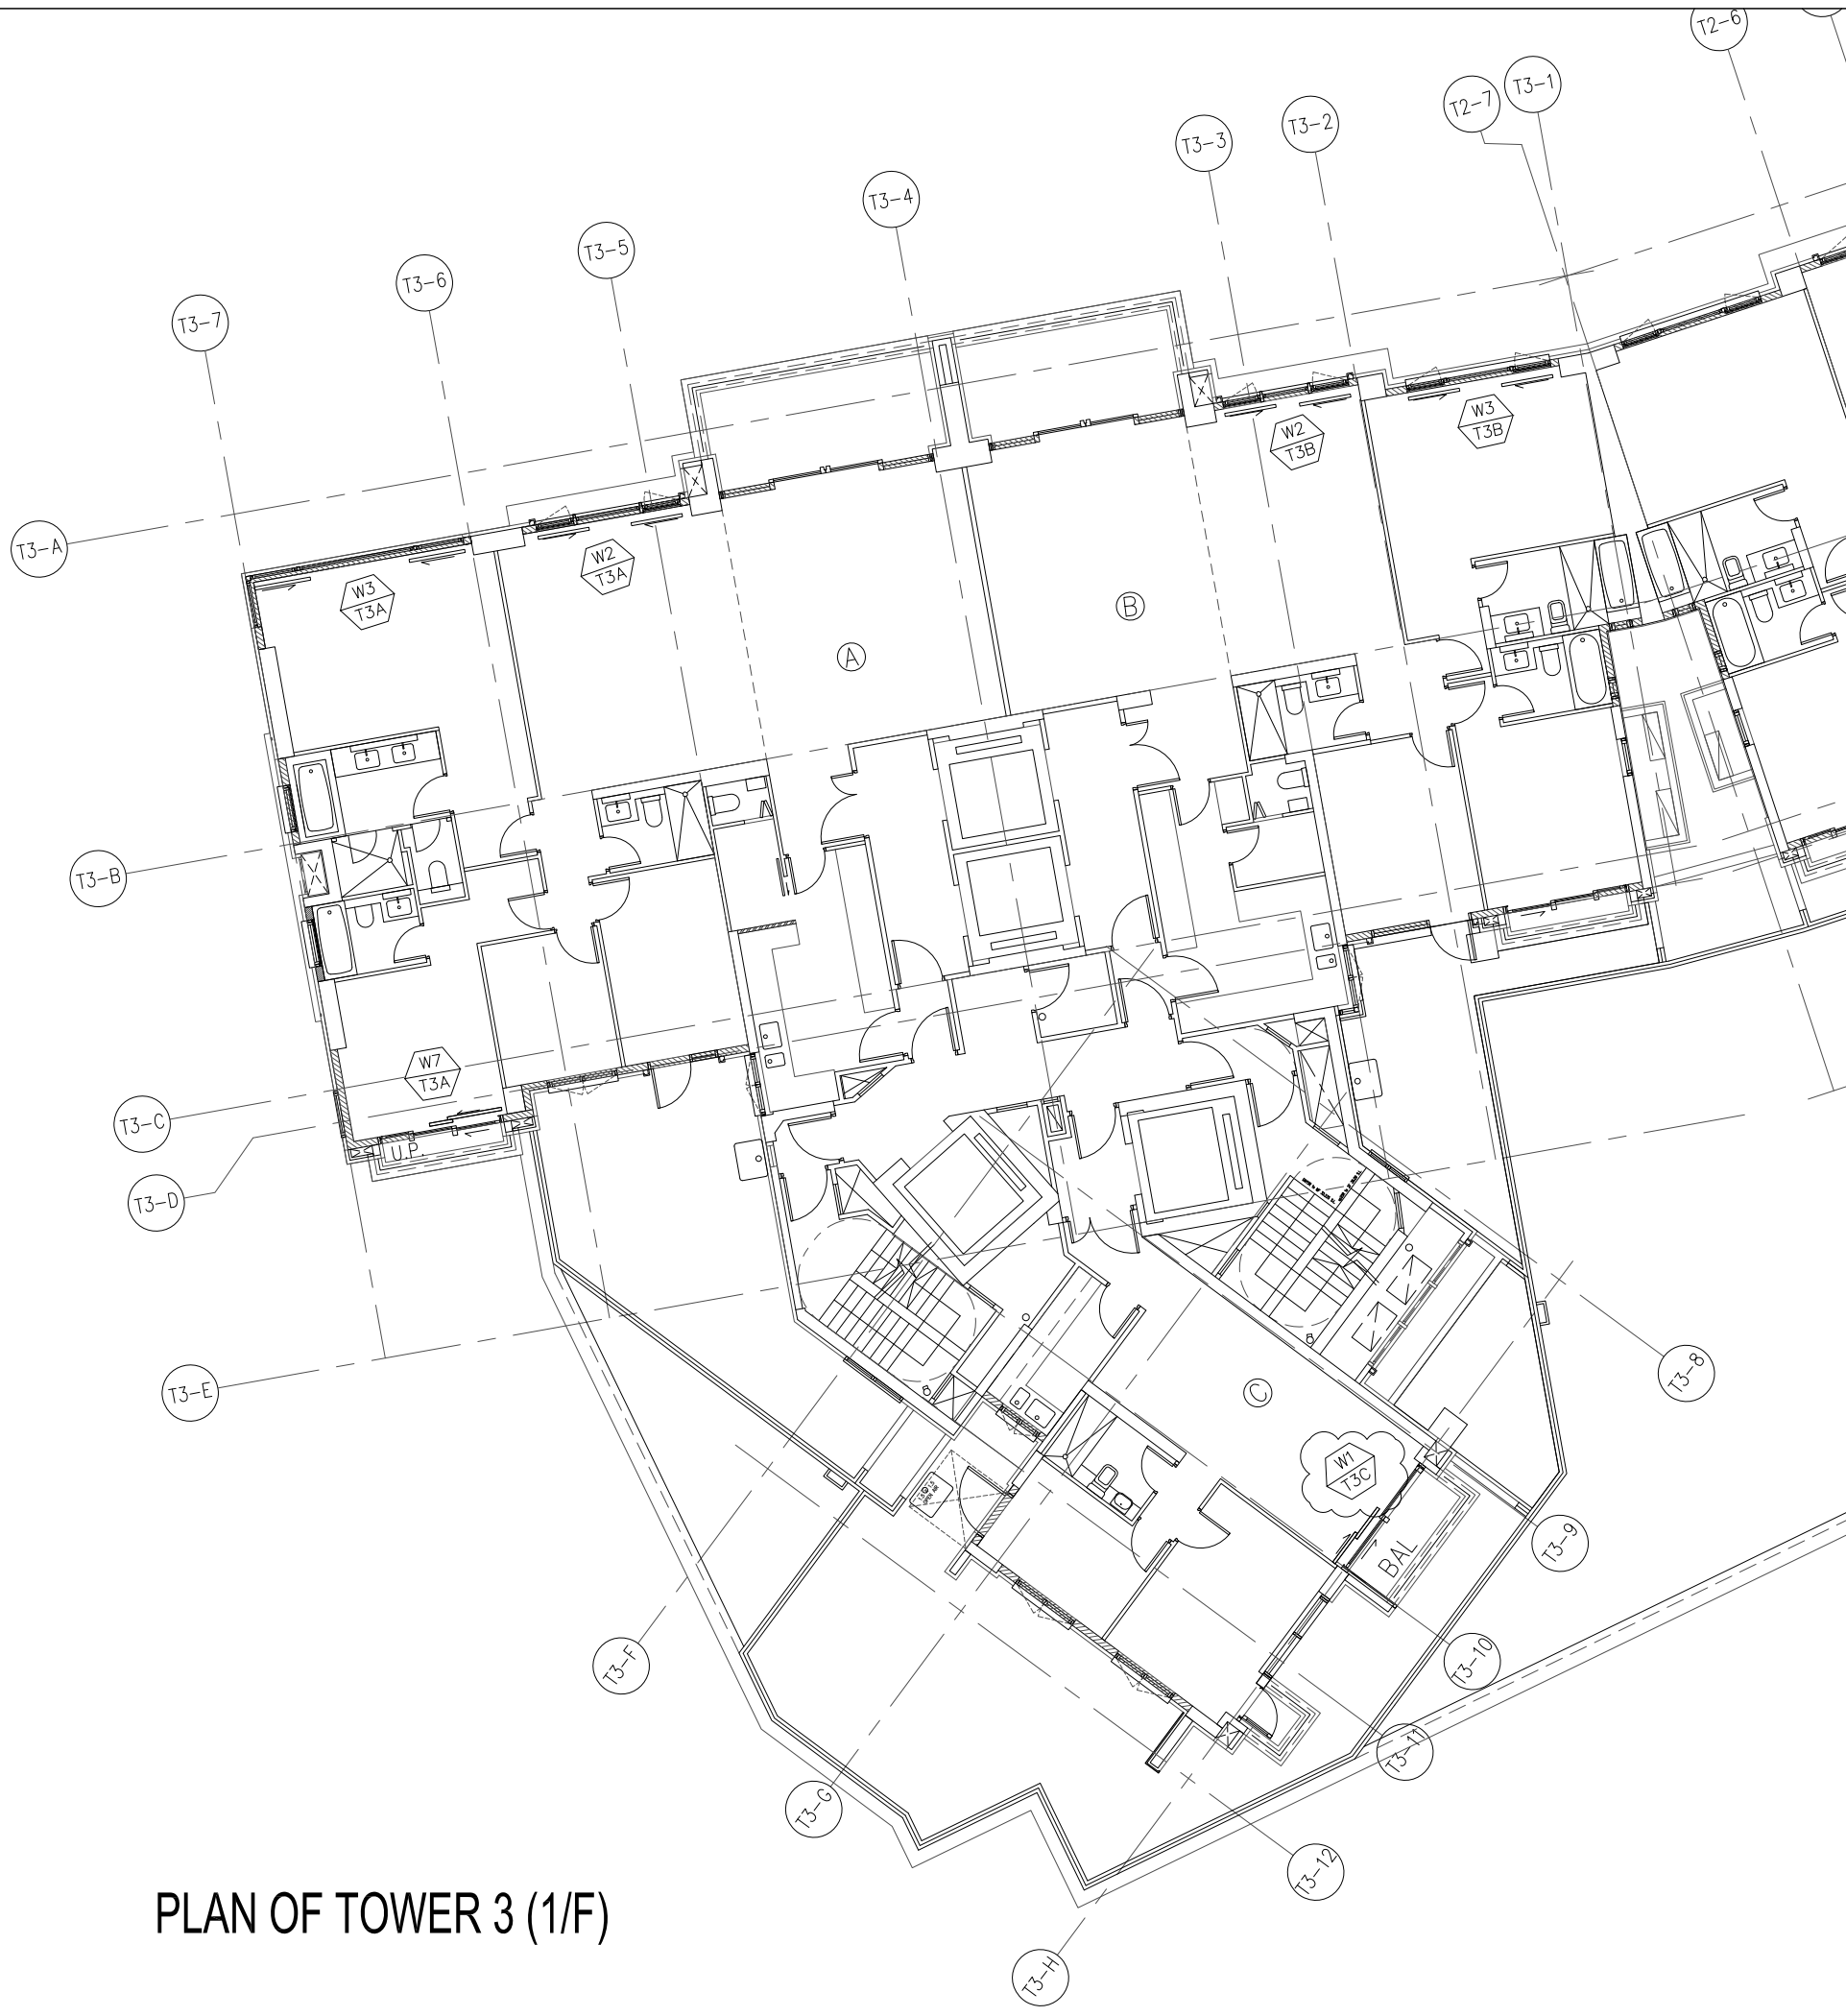 T2-6
T3-1
T2-7
T3-2
T3-3
T3-4
T3-5
T3-6
T3-7
T3-A
W3
T3B
W2
T3B
W2
T3A
W3
T3A
B
A
T3-B
W7
T3A
T3-C
U.P.
T3-D
T3-E
T3-8
C
W1
T3C
BAL
T3-9
T3-F
T3-10
T3-11
T3-G
T3-12
PLAN OF TOWER 3 (1/F)
T3-H